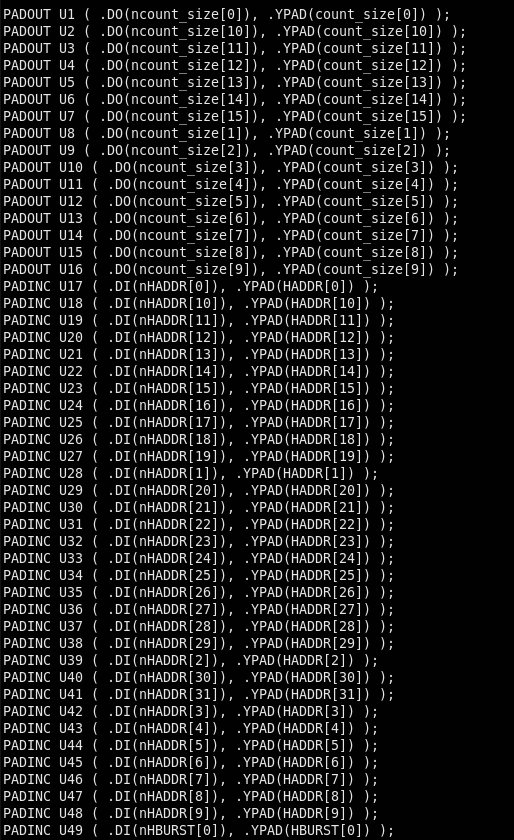 PADOUT U1 ( .DO(ncount_size[0]), .YPAD(count_size[0]) );
PADOUT U2 ( .DO(ncount_size[10]), .YPAD(count_size[10]) );
PADOUT U3 ( .DO(ncount_size[11]), .YPAD(count_size[11]) );
PADOUT U4 ( .DO(ncount_size[12]), .YPAD(count_size[12]) );
PADOUT U5 ( .DO(ncount_size[13]), .YPAD(count_size[13]) );
PADOUT U6 ( .DO(ncount_size[14]), .YPAD(count_size[14]) );
PADOUT U7 ( .DO(ncount_size[15]), .YPAD(count_size[15]) );
PADOUT U8 ( .DO(ncount_size[1]), .YPAD(count_size[1]) );
PADOUT U9 ( .DO(ncount_size[2]), .YPAD(count_size[2]) );
PADOUT U10 ( .DO(ncount_size[3]), .YPAD(count_size[3]) );
PADOUT U11 ( .DO(ncount_size[4]), .YPAD(count_size[4]) );
PADOUT U12 ( .DO(ncount_size[5]), .YPAD(count_size[5]) );
PADOUT U13 ( .DO(ncount_size[6]), .YPAD(count_size[6]) );
PADOUT U14 ( .DO(ncount_size[7]), .YPAD(count_size[7]) );
PADOUT U15 ( .DO(ncount_size[8]), .YPAD(count_size[8]) );
PADOUT U16 ( .DO(ncount_size[9]), .YPAD(count_size[9]) );
PADINC U17 ( .DI(nHADDR[0]), .YPAD(HADDR[0]) );
PADINC U18 ( .DI(nHADDR[10]), .YPAD(HADDR[10]) );
PADINC U19 ( .DI(nHADDR[11]), .YPAD(HADDR[11]) );
PADINC U20 ( .DI(nHADDR[12]), .YPAD(HADDR[12]) );
PADINC U21 ( .DI(nHADDR[13]), .YPAD(HADDR[13]) );
PADINC U22 ( .DI(nHADDR[14]), .YPAD(HADDR[14]) );
PADINC U23 ( .DI(nHADDR[15]), .YPAD(HADDR[15]) );
PADINC U24 ( .DI(nHADDR[16]), .YPAD(HADDR[16]) );
PADINC U25 ( .DI(nHADDR[17]), .YPAD(HADDR[17]) );
PADINC U26 ( .DI(nHADDR[18]), .YPAD(HADDR[18]) );
PADINC U27 ( .DI(nHADDR[19]), .YPAD(HADDR[19]) );
PADINC U28 ( .DI(nHADDR[1]), .YPAD(HADDR[1]) );
PADINC U29 ( .DI(nHADDR[20]), .YPAD(HADDR[20]) );
PADINC U30 ( .DI(nHADDR[21]), .YPAD(HADDR[21]) );
PADINC U31 ( .DI(nHADDR[22]), .YPAD(HADDR[22]) );
PADINC U32 ( .DI(nHADDR[23]), .YPAD(HADDR[23]) );
PADINC U33 ( .DI(nHADDR[24]), .YPAD(HADDR[24]) );
PADINC U34 ( .DI(nHADDR[25]), .YPAD(HADDR[25]) );
PADINC U35 ( .DI(nHADDR[26]), .YPAD(HADDR[26]) );
PADINC U36 ( .DI(nHADDR[27]), .YPAD(HADDR[27]) );
PADINC U37 ( .DI(nHADDR[28]), .YPAD(HADDR[28]) );
PADINC U38 ( .DI(nHADDR[29]), .YPAD(HADDR[29]) );
PADINC U39 ( .DI(nHADDR[2]), .YPAD(HADDR[2]) );
PADINC U40 ( .DI(nHADDR[30]), .YPAD(HADDR[30]) );
PADINC U41 ( .DI(nHADDR[31]), .YPAD(HADDR[31]) );
PADINC U42 ( .DI(nHADDR[3]), .YPAD(HADDR[3]) );
PADINC U43 ( .DI(nHADDR[4]), .YPAD(HADDR[4]) );
PADINC U44 ( .DI(nHADDR[5]), .YPAD(HADDR[5]) );
PADINC U45 ( .DI(nHADDR[6]), .YPAD(HADDR[6]) );
PADINC U46 ( .DI(nHADDR[7]), .YPAD(HADDR[7]) );
PADINC U47 ( .DI(nHADDR[8]), .YPAD(HADDR[8]) );
PADINC U48 ( .DI(nHADDR[9]), .YPAD(HADDR[9]) );
PADINC U49 ( .DI(nHBURST[0]), .YPAD(HBURST[0]) );